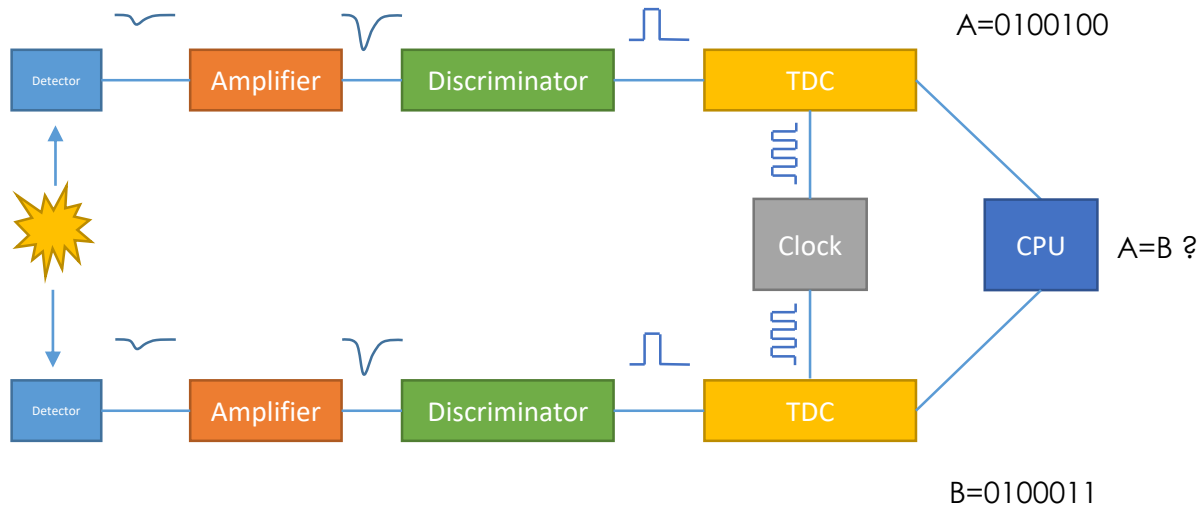 A=0100100
Detector
Amplifier
Discriminator
TDC
Clock
CPU
A=B ?
Detector
Amplifier
Discriminator
TDC
B=0100011